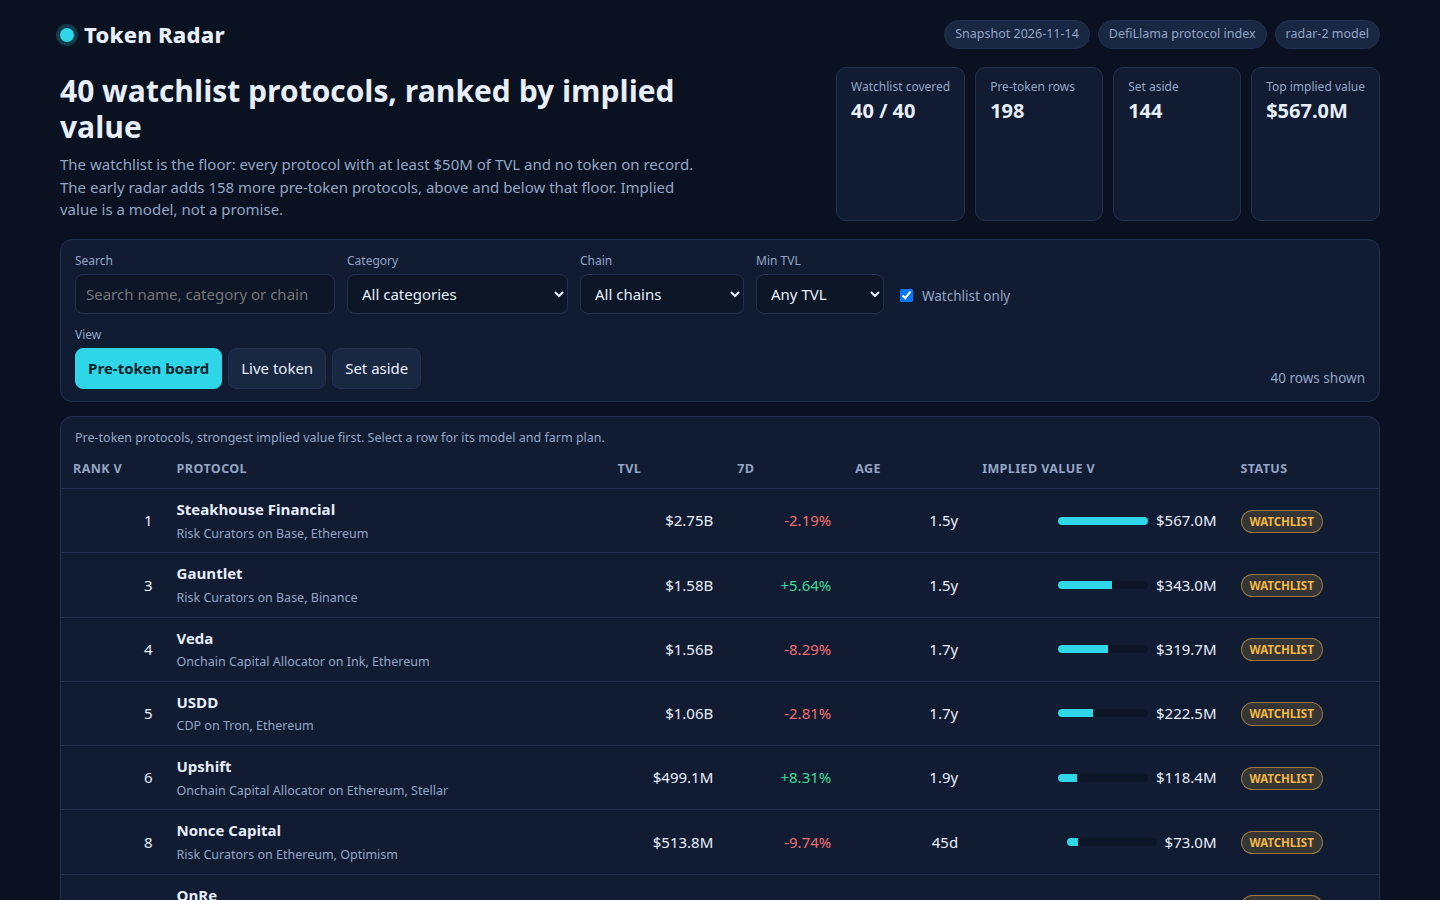 Token Radar
Snapshot 2026-11-14
DefiLlama protocol index
radar-2 model
40 watchlist protocols, ranked by implied
value
The watchlist is the floor: every protocol with at least $50M of TVL and no token on record.
The early radar adds 158 more pre-token protocols, above and below that floor. Implied
value is a model, not a promise.
Watchlist covered
40 / 40
Pre-token rows
198
Set aside
144
Top implied value
$567.0M
Search
Category
Chain
Min TVL
Search name, category or chain
All categories
All chains
Any TVL
Watchlist only
View
Pre-token board
Live token
Set aside
40 rows shown
Pre-token protocols, strongest implied value first. Select a row for its model and farm plan.
RANK V PROTOCOL TVL 7D AGE IMPLIED VALUE V STATUS
1 Steakhouse Financial $2.75B -2.19% 1.5y $567.0M WATCHLIST
Risk Curators on Base, Ethereum
3 Gauntlet $1.58B +5.64% 1.5y $343.0M WATCHLIST
Risk Curators on Base, Binance
4 Veda $1.56B -8.29% 1.7y $319.7M WATCHLIST
Onchain Capital Allocator on Ink, Ethereum
5 USDD $1.06B -2.81% 1.7y $222.5M WATCHLIST
CDP on Tron, Ethereum
6 Upshift $499.1M +8.31% 1.9y $118.4M WATCHLIST
Onchain Capital Allocator on Ethereum, Stellar
8 Nonce Capital $513.8M -9.74% 45d $73.0M WATCHLIST
Risk Curators on Ethereum, Optimism
OnRe